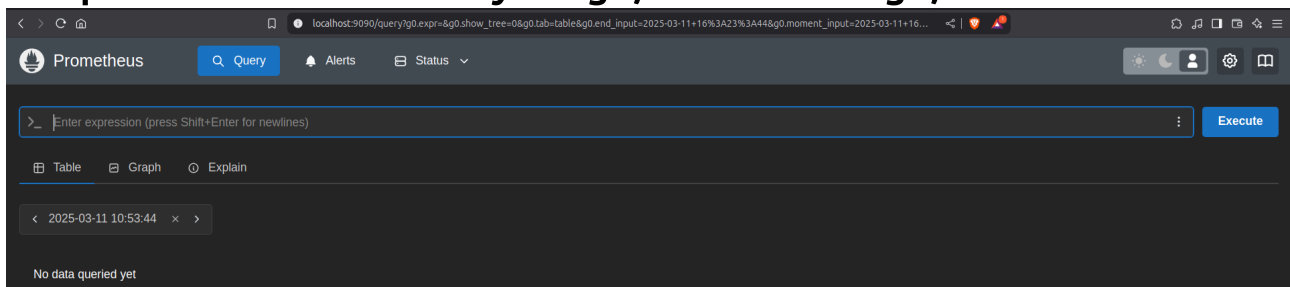 localhost:9090/query?g0.expr=&g0.show_tree=0&g0.tab=table&g0.end_input=2025-03-11+16%3A23%3A44&g0.moment_input=2025-03-11+16...
Prometheus Query Alerts Status
>_ Enter expression (press Shift+Enter for newlines) Execute
Table Graph Explain
< 2025-03-11 10:53:44 × >
No data queried yet